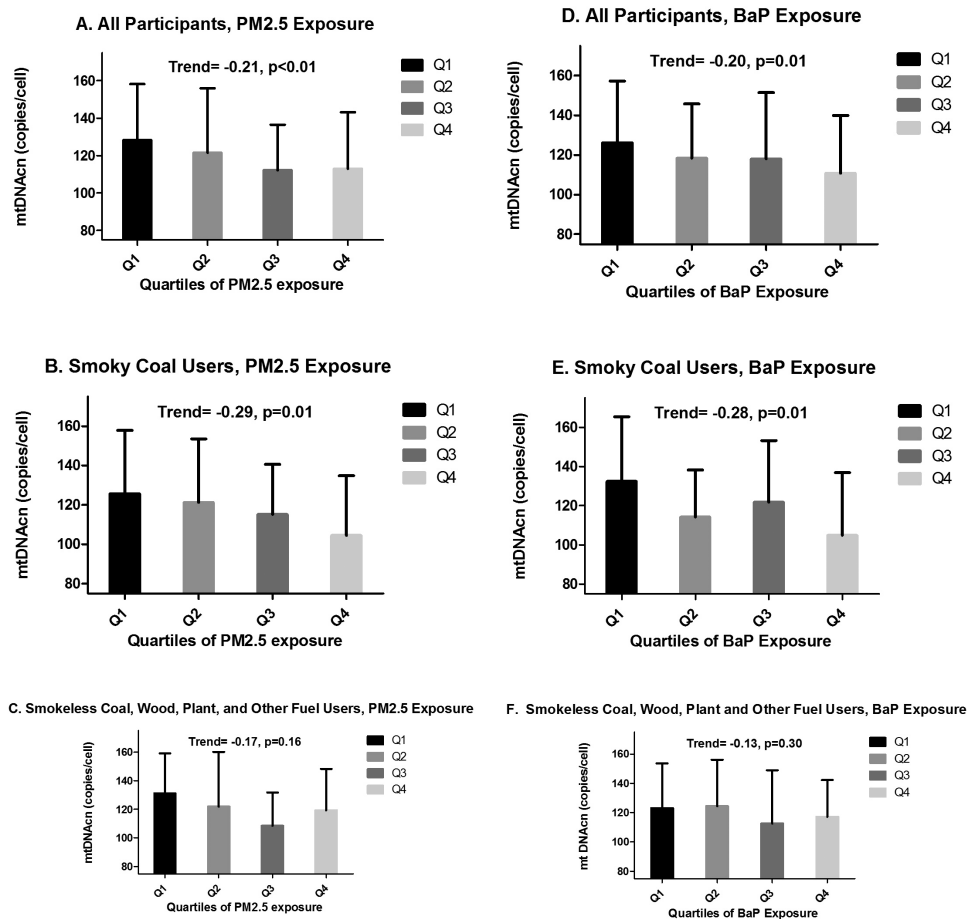 A. All Participants, PM2.5 Exposure
Trend= -0.21, p<0.01
Q1
Q2
Q3
Q4
mtDNAcn (copies/cell)
160
140
120
100
80
Q1 Q2 Q3 Q4
Quartiles of PM2.5 exposure
D. All Participants, BaP Exposure
Trend= -0.20, p=0.01
Q1
Q2
Q3
Q4
mtDNAcn (copies/cell)
160
140
120
100
80
Q1 Q2 Q3 Q4
Quartiles of BaP Exposure
B. Smoky Coal Users, PM2.5 Exposure
Trend= -0.29, p=0.01
Q1
Q2
Q3
Q4
mtDNAcn (copies/cell)
160
140
120
100
80
Q1 Q2 Q3 Q4
Quartiles of PM2.5 exposure
E. Smoky Coal Users, BaP Exposure
Trend= -0.28, p=0.01
Q1
Q2
Q3
Q4
mtDNAcn (copies/cell)
160
140
120
100
80
Q1 Q2 Q3 Q4
Quartiles of BaP Exposure
C. Smokeless Coal, Wood, Plant, and Other Fuel Users, PM2.5 Exposure
Trend= -0.17, p=0.16
Q1
Q2
Q3
Q4
mtDNAcn (copies/cell)
160
140
120
100
80
Q1 Q2 Q3 Q4
Quartiles of PM2.5 exposure
F. Smokeless Coal, Wood, Plant and Other Fuel Users, BaP Exposure
Trend= -0.13, p=0.30
Q1
Q2
Q3
Q4
mt DNAcn (copies/cell)
160
140
120
100
80
Q1 Q2 Q3 Q4
Quartiles of BaP Exposure